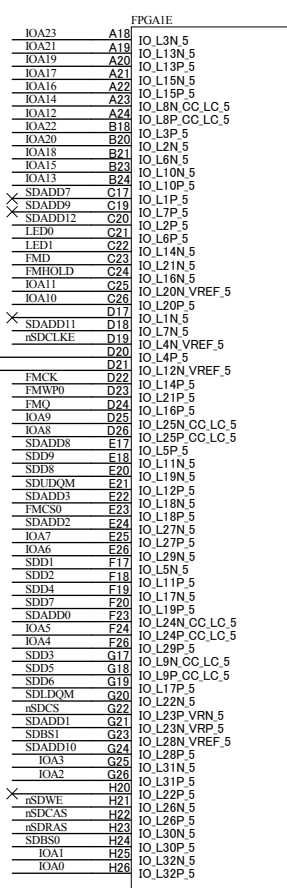 FPGA1E
IOA23 A18 IO_L3N_5
IOA21 A19 IO_L13N_5
IOA19 A20 IO_L13P_5
IOA17 A21 IO_L15N_5
IOA16 A22 IO_L15P_5
IOA14 A23 IO_L8N_CC_LC_5
IOA12 A24 IO_L8P_CC_LC_5
IOA22 B18 IO_L3P_5
IOA20 B20 IO_L2N_5
IOA18 B21 IO_L6N_5
IOA15 B23 IO_L10N_5
IOA13 B24 IO_L10P_5
SDADD7 C17 IO_L1P_5
SDADD9 C19 IO_L7P_5
SDADD12 C20 IO_L2P_5
LED0 C21 IO_L6P_5
LED1 C22 IO_L14N_5
FMD C23 IO_L21N_5
FMHOLD C24 IO_L16N_5
IOA11 C25 IO_L20N_VREF_5
IOA10 C26 IO_L20P_5
D17 IO_L1N_5
SDADD11 D18 IO_L7N_5
nSDCLKE D19 IO_L4N_VREF_5
D20 IO_L4P_5
D21 IO_L12N_VREF_5
FMCK D22 IO_L14P_5
FMWP0 D23 IO_L21P_5
FMQ D24 IO_L16P_5
IOA9 D25 IO_L25N_CC_LC_5
IOA8 D26 IO_L25P_CC_LC_5
SDADD8 E17 IO_L5P_5
SDD9 E18 IO_L11N_5
SDD8 E20 IO_L19N_5
SDUDQM E21 IO_L12P_5
SDADD3 E22 IO_L18N_5
FMCS0 E23 IO_L18P_5
SDADD2 E24 IO_L27N_5
IOA7 E25 IO_L27P_5
IOA6 E26 IO_L29N_5
SDD1 F17 IO_L5N_5
SDD2 F18 IO_L11P_5
SDD4 F19 IO_L17N_5
SDD7 F20 IO_L19P_5
SDADD0 F23 IO_L24N_CC_LC_5
IOA5 F24 IO_L24P_CC_LC_5
IOA4 F26 IO_L29P_5
SDD3 G17 IO_L9N_CC_LC_5
SDD5 G18 IO_L9P_CC_LC_5
SDD6 G19 IO_L17P_5
SDLDQM G20 IO_L22N_5
nSDCS G22 IO_L23P_VRN_5
SDADD1 G21 IO_L23N_VRP_5
SDBS1 G23 IO_L28N_VREF_5
SDADD10 G24 IO_L28P_5
IOA3 G25 IO_L31N_5
IOA2 G26 IO_L31P_5
H20 IO_L22P_5
nSDWE H21 IO_L26N_5
nSDCAS H22 IO_L26P_5
nSDRAS H23 IO_L30N_5
SDBS0 H24 IO_L30P_5
IOA1 H25 IO_L32N_5
IOA0 H26 IO_L32P_5